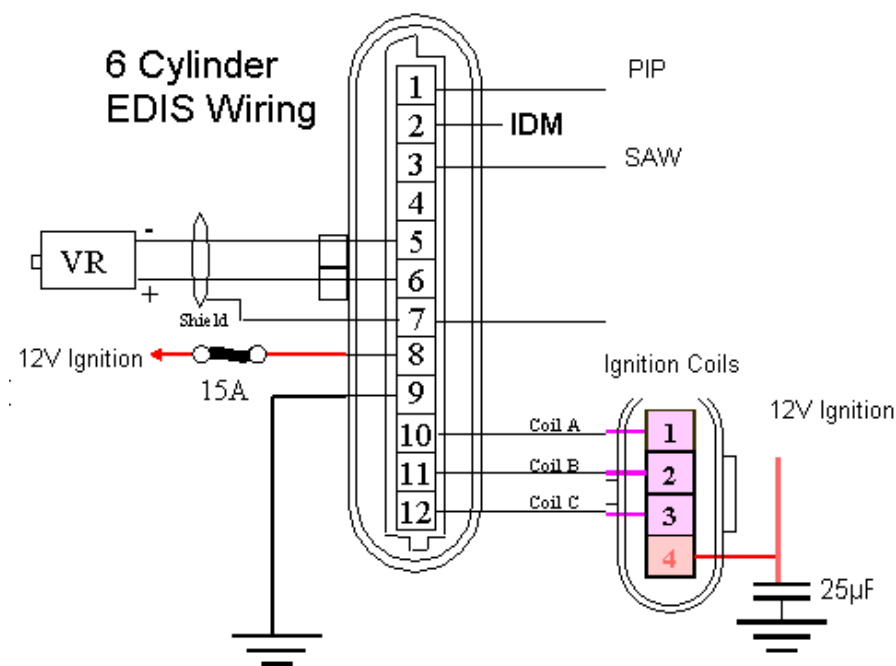 6 Cylinder
EDIS Wiring
PIP
IDM
SAW
1
2
3
4
5
6
7
8
9
10
11
12
-
VR
+
Shield
12V Ignition
15A
Ignition Coils
12V Ignition
Coil A
Coil B
Coil C
1
2
3
4
25µF